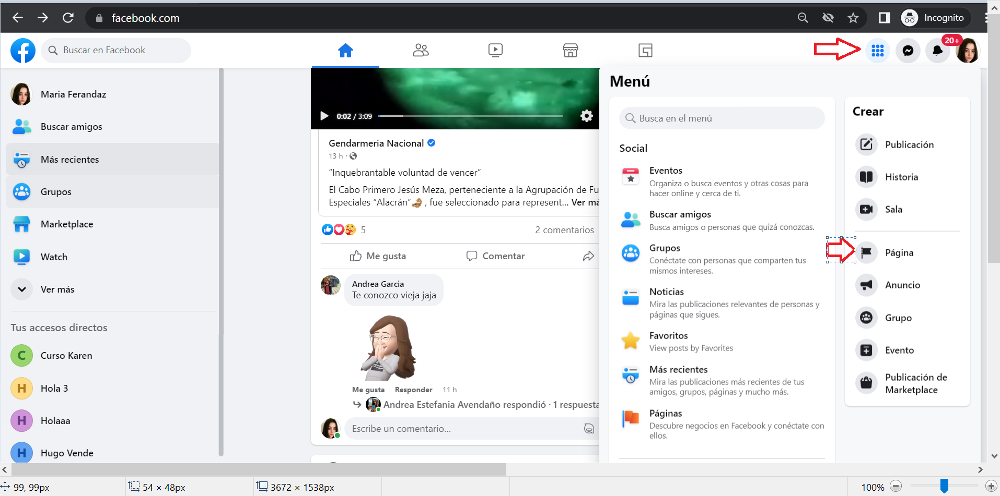 facebook.com
Incognito
Buscar en Facebook
20+
Maria Ferandaz
Buscar amigos
Más recientes
Grupos
Marketplace
Watch
Ver más
Tus accesos directos
C Curso Karen
H Hola 3
H Holaaa
H Hugo Vende
0:02 / 3:09
Gendarmeria Nacional
13 h ·
“Inquebrantable voluntad de vencer”
El Cabo Primero Jesús Meza, perteneciente a la Agrupación de Fu
Especiales “Alacrán” , fue seleccionado para represent... Ver má
5
2 comentarios
Me gusta
Comentar
Andrea Garcia
Te conozco vieja jaja
Me gusta Responder 11 h
Andrea Estefania Avendaño respondió · 1 respuesta
Escribe un comentario...
Menú
Busca en el menú
Social
Eventos
Organiza o busca eventos y otras cosas para
hacer online y cerca de ti.
Buscar amigos
Busca amigos o personas que quizá conozcas.
Grupos
Conéctate con personas que comparten tus
mismos intereses.
Noticias
Mira las publicaciones relevantes de personas y
páginas que sigues.
Favoritos
View posts by Favorites
Más recientes
Mira las publicaciones más recientes de tus
amigos, grupos, páginas y mucho más.
Páginas
Descubre negocios en Facebook y conéctate con
ellos.
Crear
Publicación
Historia
Sala
Página
Anuncio
Grupo
Evento
Publicación de
Marketplace
99, 99px
54 × 48px
3672 × 1538px
100%